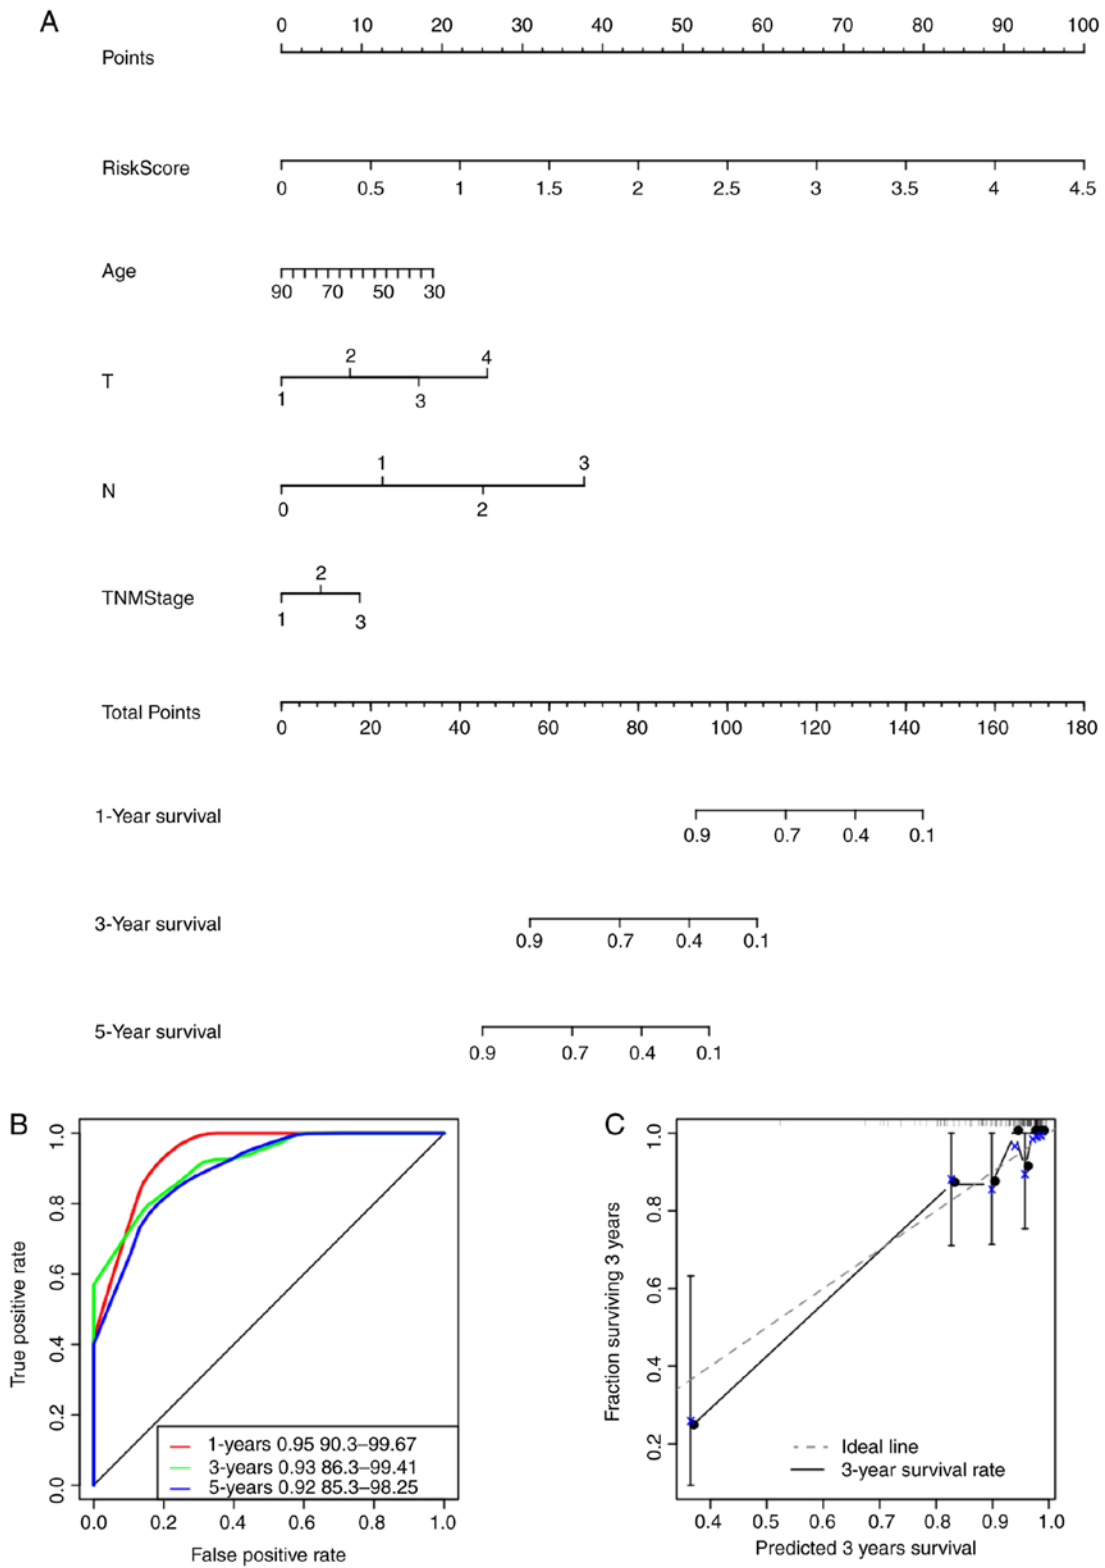 A
0 10 20 30 40 50 60 70 80 90 100
Points
RiskScore
0 0.5 1 1.5 2 2.5 3 3.5 4 4.5
Age
90 70 50 30
2 4
T
1 3
1 3
N
0 2
2
TNMStage
1 3
Total Points
0 20 40 60 80 100 120 140 160 180
1-Year survival
0.9 0.7 0.4 0.1
3-Year survival
0.9 0.7 0.4 0.1
5-Year survival
0.9 0.7 0.4 0.1
B
True positive rate
1.0
0.8
0.6
0.4
0.2
0.0
1-years 0.95 90.3–99.67
3-years 0.93 86.3–99.41
5-years 0.92 85.3–98.25
0.0 0.2 0.4 0.6 0.8 1.0
False positive rate
C
Fraction surviving 3 years
1.0
0.8
0.6
0.4
0.2
Ideal line
3-year survival rate
0.4 0.5 0.6 0.7 0.8 0.9 1.0
Predicted 3 years survival